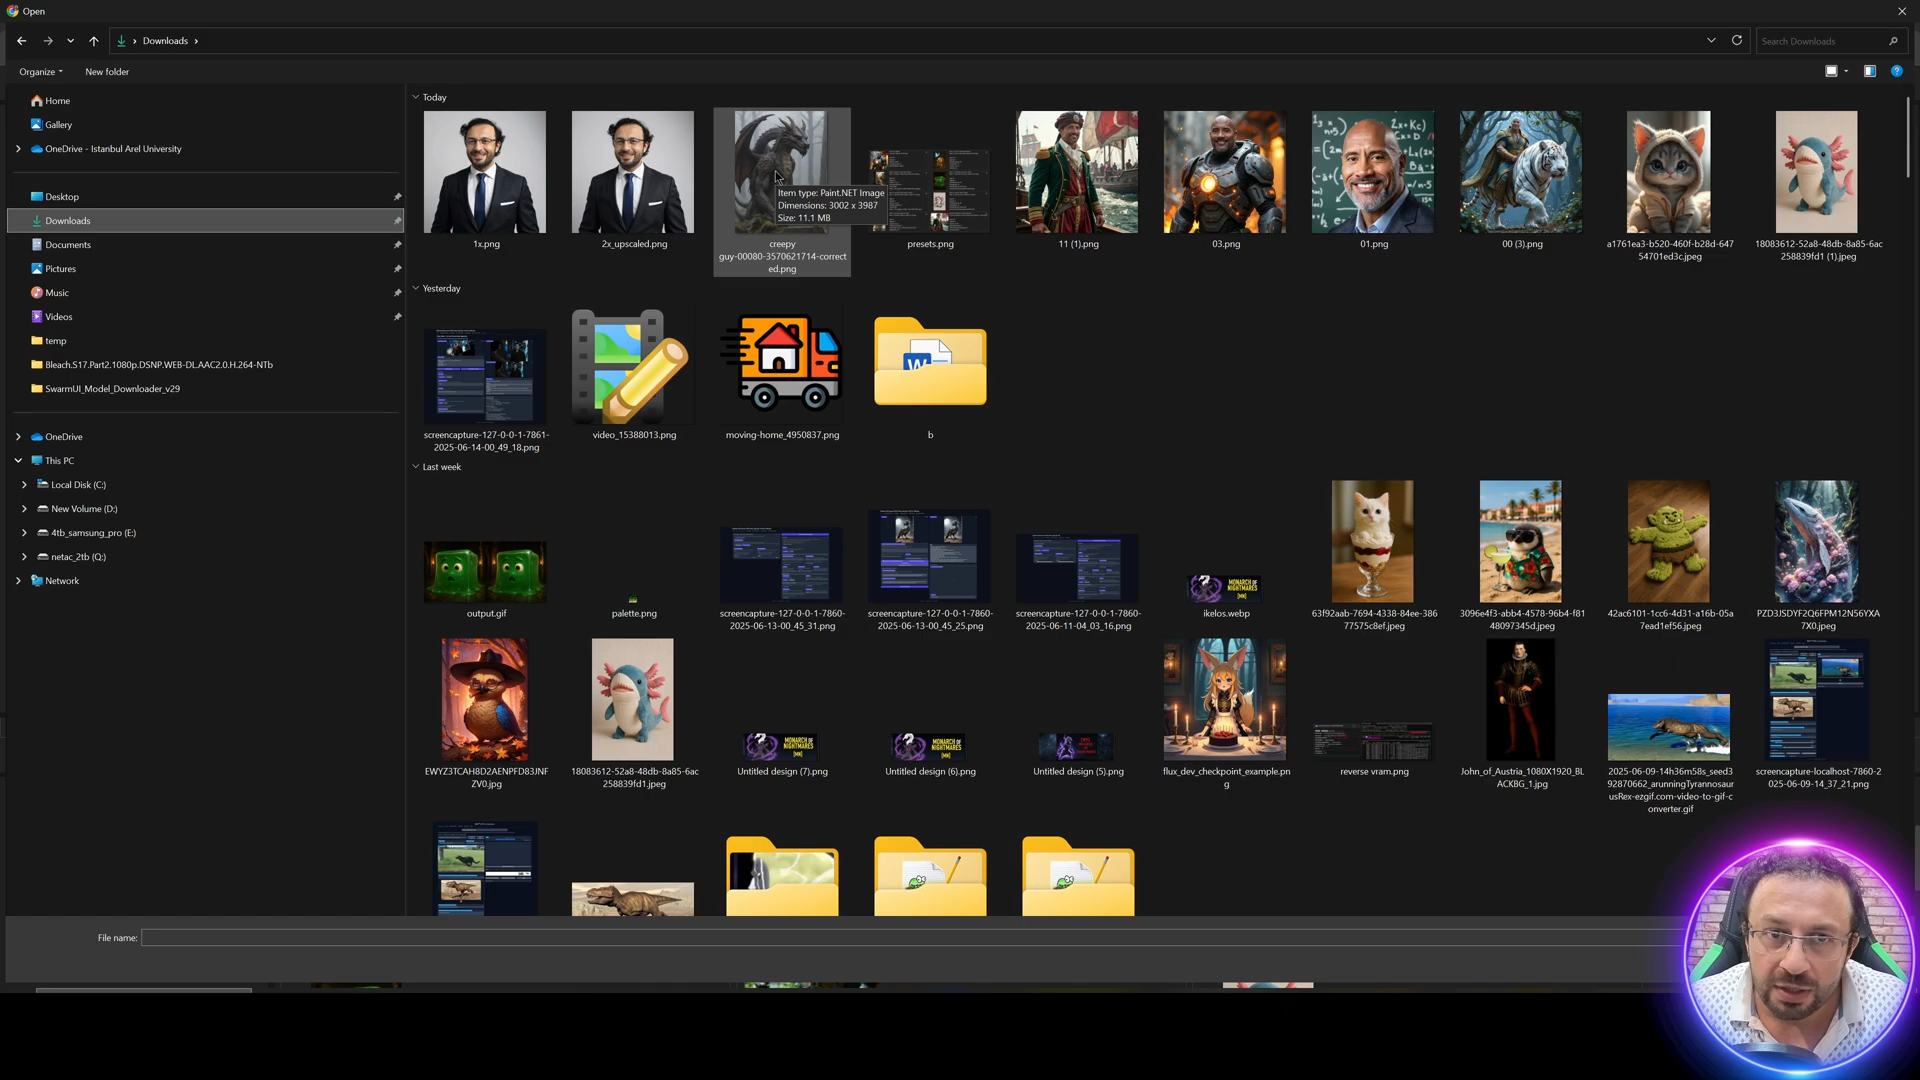 Open
Downloads
Search Downloads
Organize
New folder
Home
Gallery
OneDrive - Istanbul Arel University
Desktop
Downloads
Documents
Pictures
Music
Videos
temp
Bleach.S17.Part2.1080p.DSNP.WEB-DL.AAC2.0.H.264-NTb
SwarmUI_Model_Downloader_v29
OneDrive
This PC
Local Disk (C:)
New Volume (D:)
4tb_samsung_pro (E:)
netac_2tb (Q:)
Network
Today
Item type: Paint.NET Image
Dimensions: 3002 x 3987
Size: 11.1 MB
1x.png
2x_upscaled.png
creepy
guy-00080-3570621714-correct
ed.png
presets.png
11 (1).png
03.png
01.png
00 (3).png
a1761ea3-b520-460f-b28d-647
54701ed3c.jpeg
18083612-52a8-48db-8a85-6ac
258839fd1 (1).jpeg
Yesterday
screencapture-127-0-0-1-7861-
2025-06-14-00_49_18.png
video_15388013.png
moving-home_4950837.png
W
b
Last week
MONARCH OF
NIGHTMARES
[MN]
output.gif
palette.png
screencapture-127-0-0-1-7860-
2025-06-13-00_45_31.png
screencapture-127-0-0-1-7860-
2025-06-13-00_45_25.png
screencapture-127-0-0-1-7860-
2025-06-11-04_03_16.png
ikelos.webp
63f92aab-7694-4338-84ee-386
77575c8ef.jpeg
3096e4f3-abb4-4578-96b4-f81
48097345d.jpeg
42ac6101-1cc6-4d31-a16b-05a
7ead1ef56.jpeg
PZD3JSDYF2Q6FPM12N56YXA
7X0.jpeg
MONARCH OF
NIGHTMARES
[MN]
MONARCH OF
NIGHTMARES
[MN]
EWYZ3TCAH8D2AENPFD83JNF
ZV0.jpg
18083612-52a8-48db-8a85-6ac
258839fd1.jpeg
Untitled design (7).png
Untitled design (6).png
Untitled design (5).png
flux_dev_checkpoint_example.pn
g
reverse vram.png
John_of_Austria_1080X1920_BL
ACKBG_1.jpg
2025-06-09-14h36m58s_seed3
92870662_arunningTyrannosaur
usRex-ezgif.com-video-to-gif-c
onverter.gif
screencapture-localhost-7860-2
025-06-09-14_37_21.png
File name: